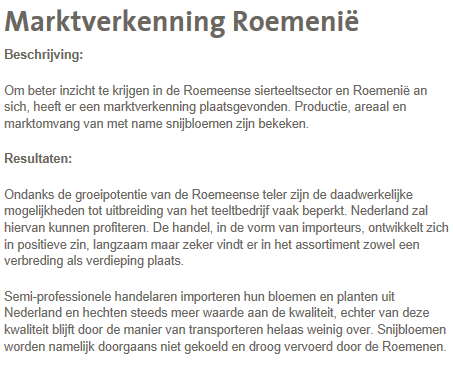 Marktverkenning Roemenië
Beschrijving:
Om beter inzicht te krijgen in de Roemeense sierteeltsector en Roemenië an
sich, heeft er een marktverkenning plaatsgevonden. Productie, areaal en
marktomvang van met name snijbloemen zijn bekeken.
Resultaten:
Ondanks de groeipotentie van de Roemeense teler zijn de daadwerkelijke
mogelijkheden tot uitbreiding van het teeltbedrijf vaak beperkt. Nederland zal
hiervan kunnen profiteren. De handel, in de vorm van importeurs, ontwikkelt zich
in positieve zin, langzaam maar zeker vindt er in het assortiment zowel een
verbreding als verdieping plaats.
Semi-professionele handelaren importeren hun bloemen en planten uit
Nederland en hechten steeds meer waarde aan de kwaliteit, echter van deze
kwaliteit blijft door de manier van transporteren helaas weinig over. Snijbloemen
worden namelijk doorgaans niet gekoeld en droog vervoerd door de Roemenen.